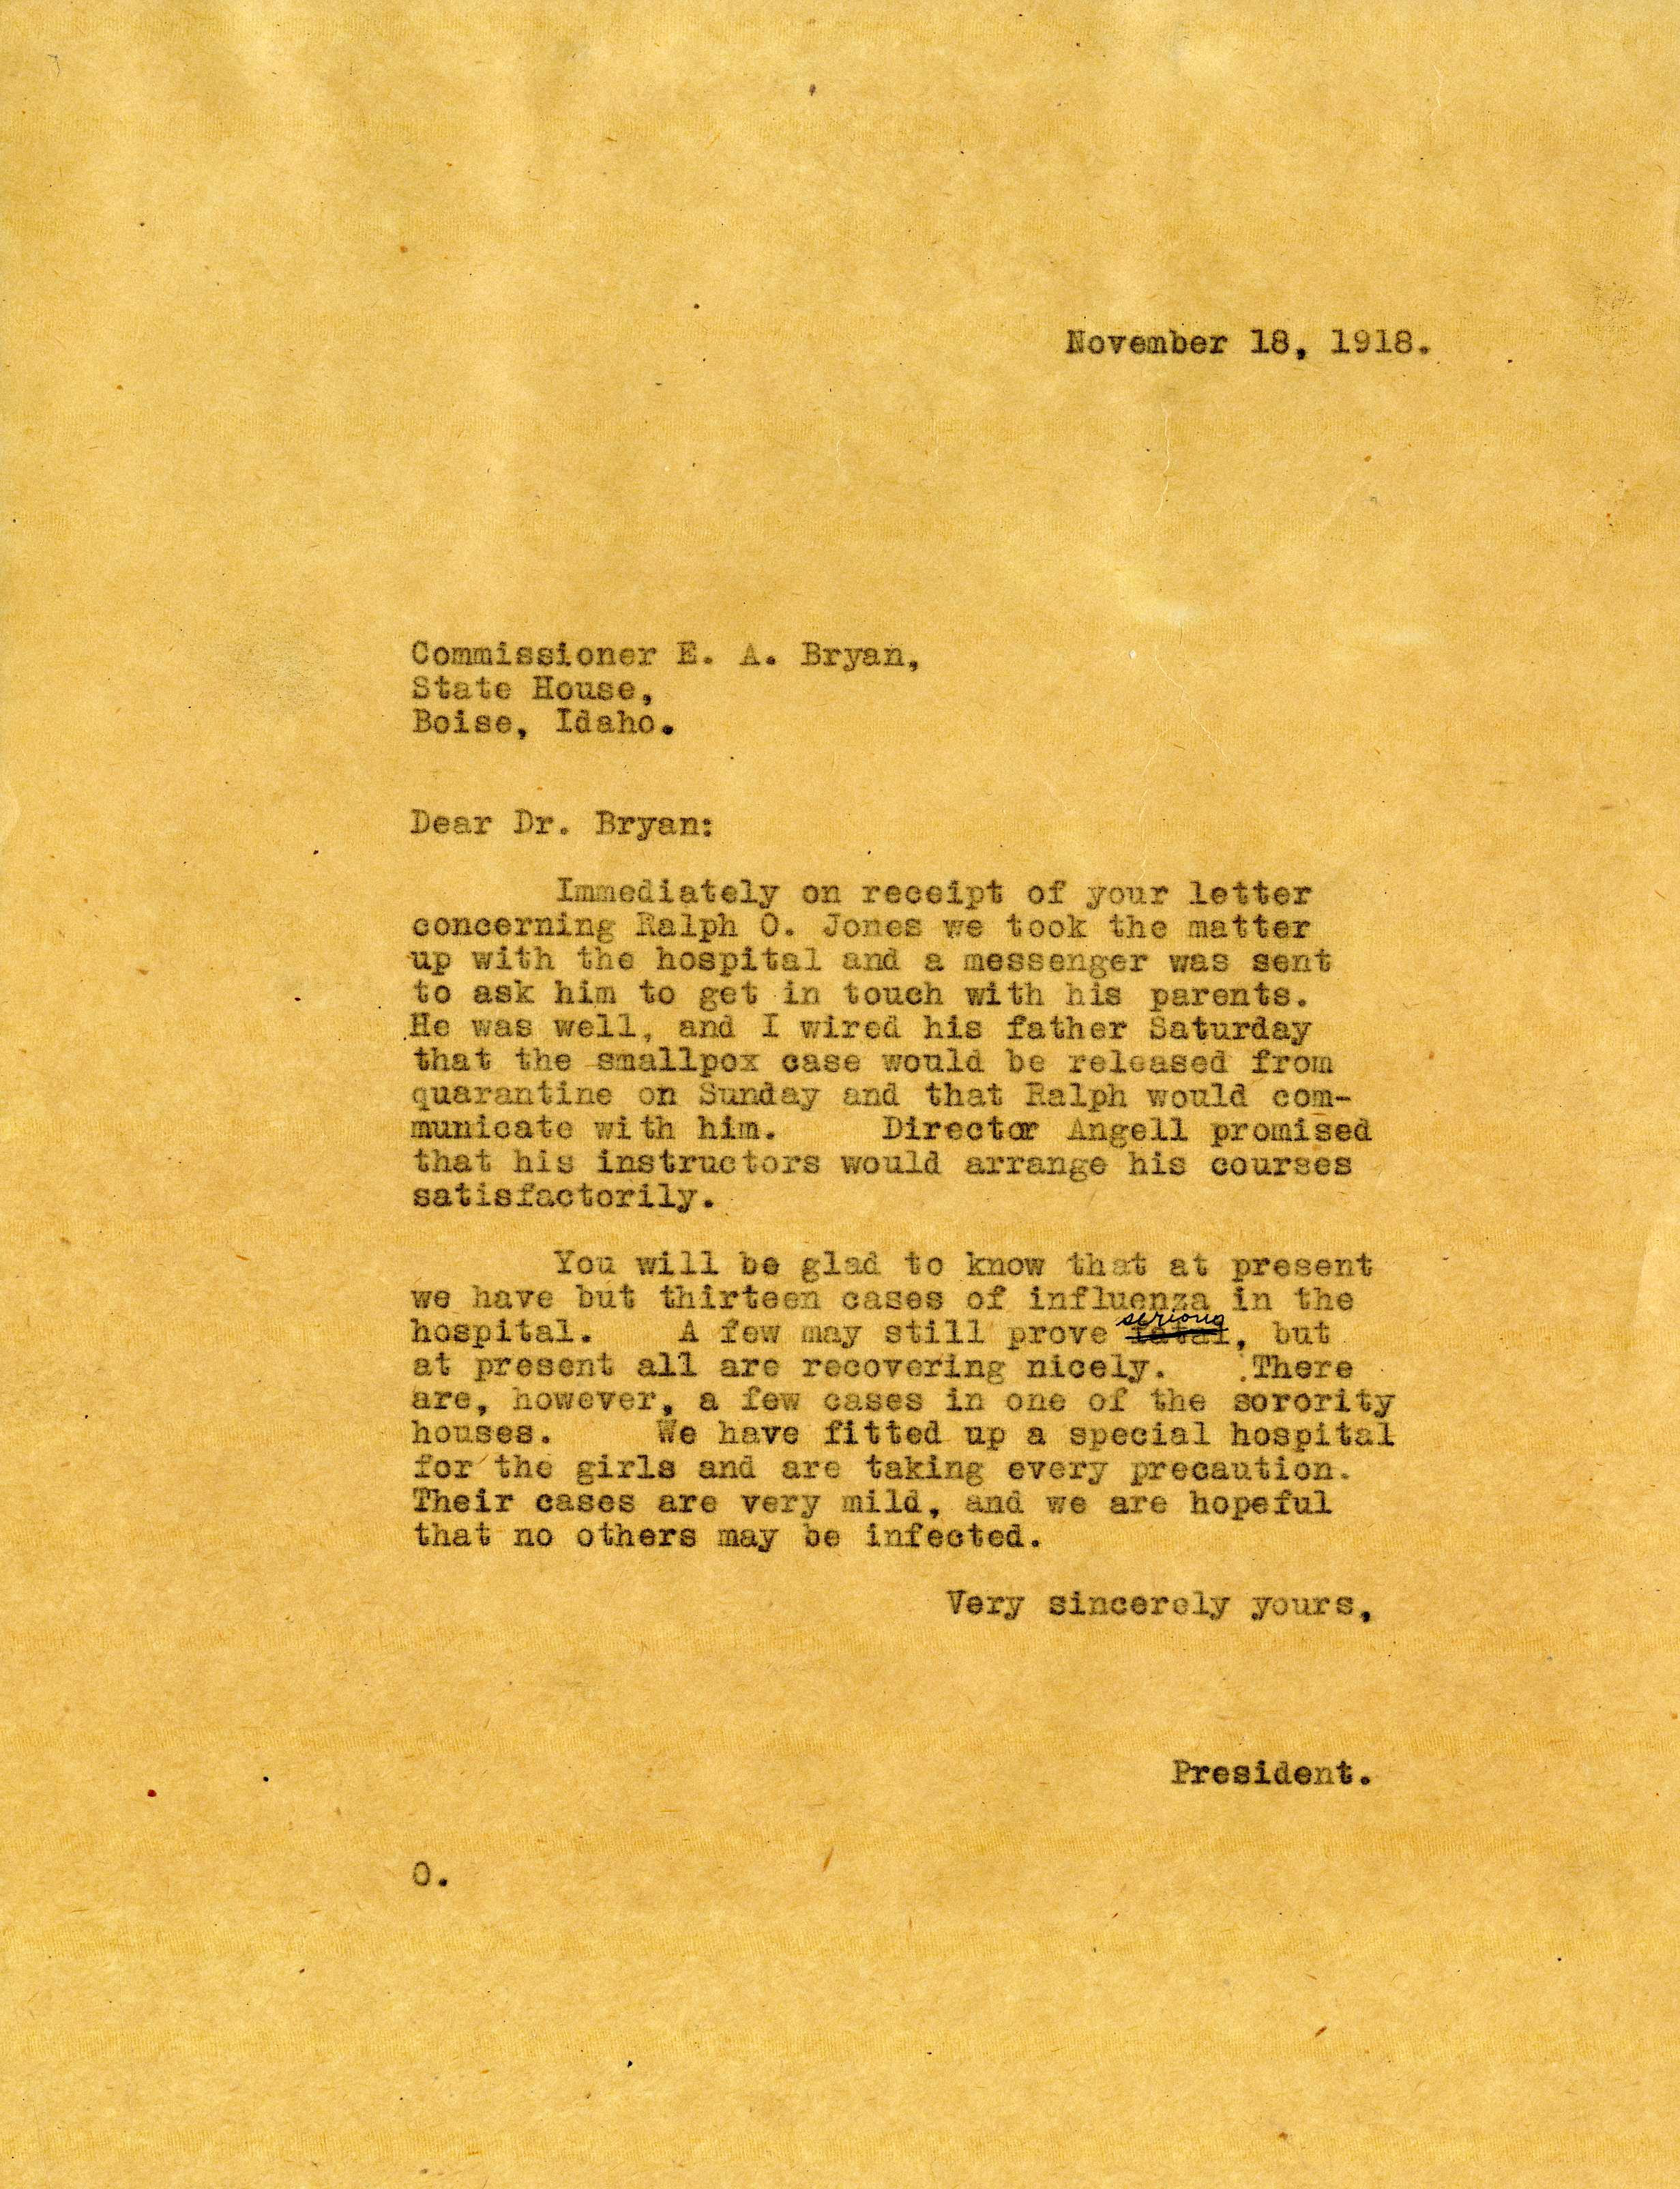 November 18, 1918.
Commissioner E. A. Bryan,
State House,
Boise, Idaho.
Dear Dr. Bryan:
Immediately on receipt of your letter
concerning Ralph O. Jones we took the matter
up with the hospital and a messenger was sent
to ask him to get in touch with his parents.
He was well, and I wired his father Saturday
that the smallpox case would be released from
quarantine on Sunday and that Ralph would com-
municate with him. Director Angell promised
that his instructors would arrange his courses
satisfactorily.
You will be glad to know that at present
we have but thirteen cases of influenza in the
serious
hospital. A few may still prove fatal, but
at present all are recovering nicely. There
are, however, a few cases in one of the sorority
houses. We have fitted up a special hospital
for the girls and are taking every precaution.
Their cases are very mild, and we are hopeful
that no others may be infected.
Very sincerely yours,
President.
O.